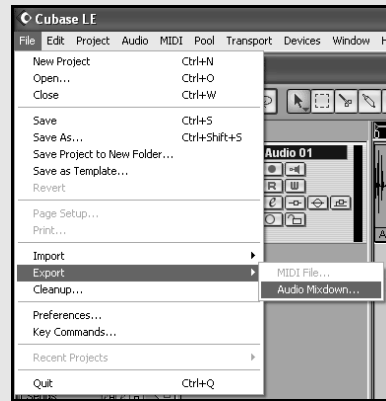 Cubase LE
File Edit Project Audio MIDI Pool Transport Devices Window
New Project Ctrl+N
Open... Ctrl+O
Close Ctrl+W
Save Ctrl+S
Save As... Ctrl+Shift+S
Save Project to New Folder...
Save as Template...
Revert
Page Setup...
Print...
Import
Export
Cleanup...
Preferences...
Key Commands...
Recent Projects
Quit Ctrl+Q
Audio 01
R W
e
MIDI File...
Audio Mixdown...